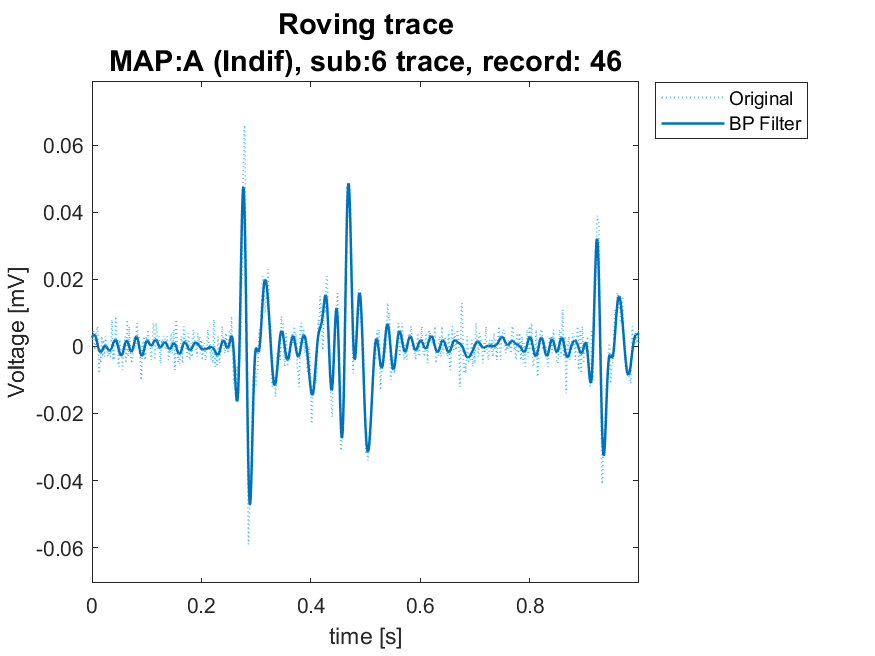 Roving trace
MAP:A (Indif), sub:6 trace, record: 46
Original
BP Filter
0.06
0.04
0.02
0
-0.02
-0.04
-0.06
Voltage [mV]
0 0.2 0.4 0.6 0.8
time [s]